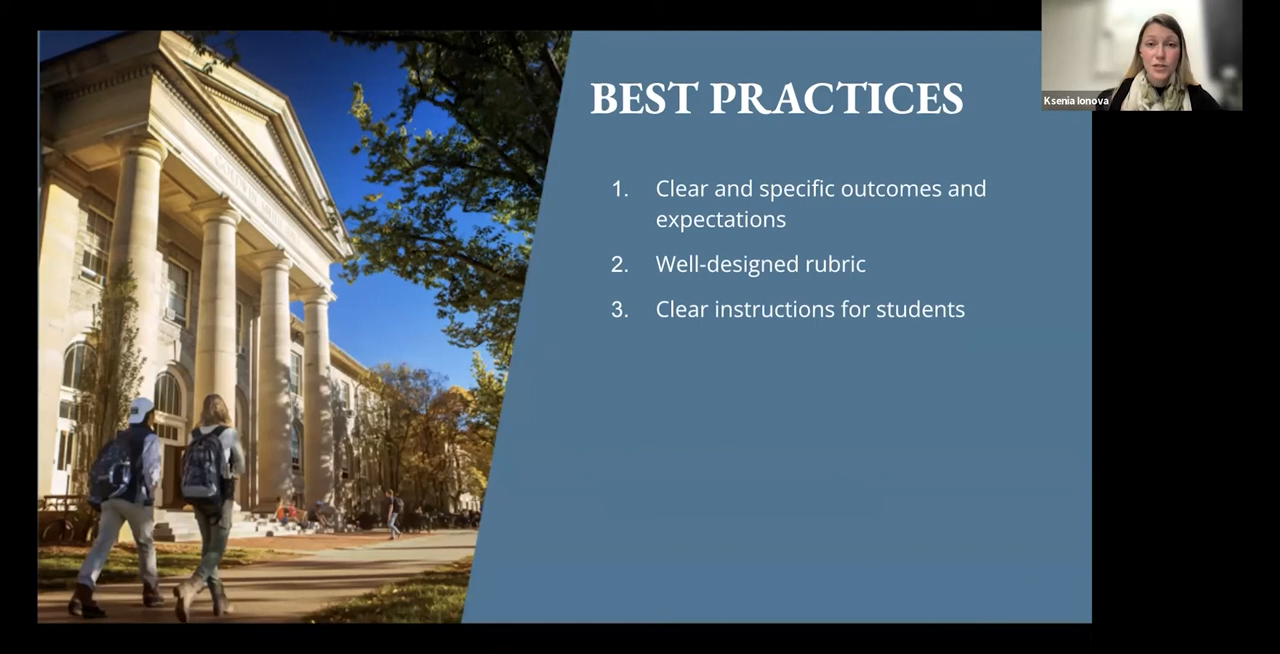 BEST PRACTICES
Ksenia Ionova
1. Clear and specific outcomes and
expectations
2. Well-designed rubric
3. Clear instructions for students